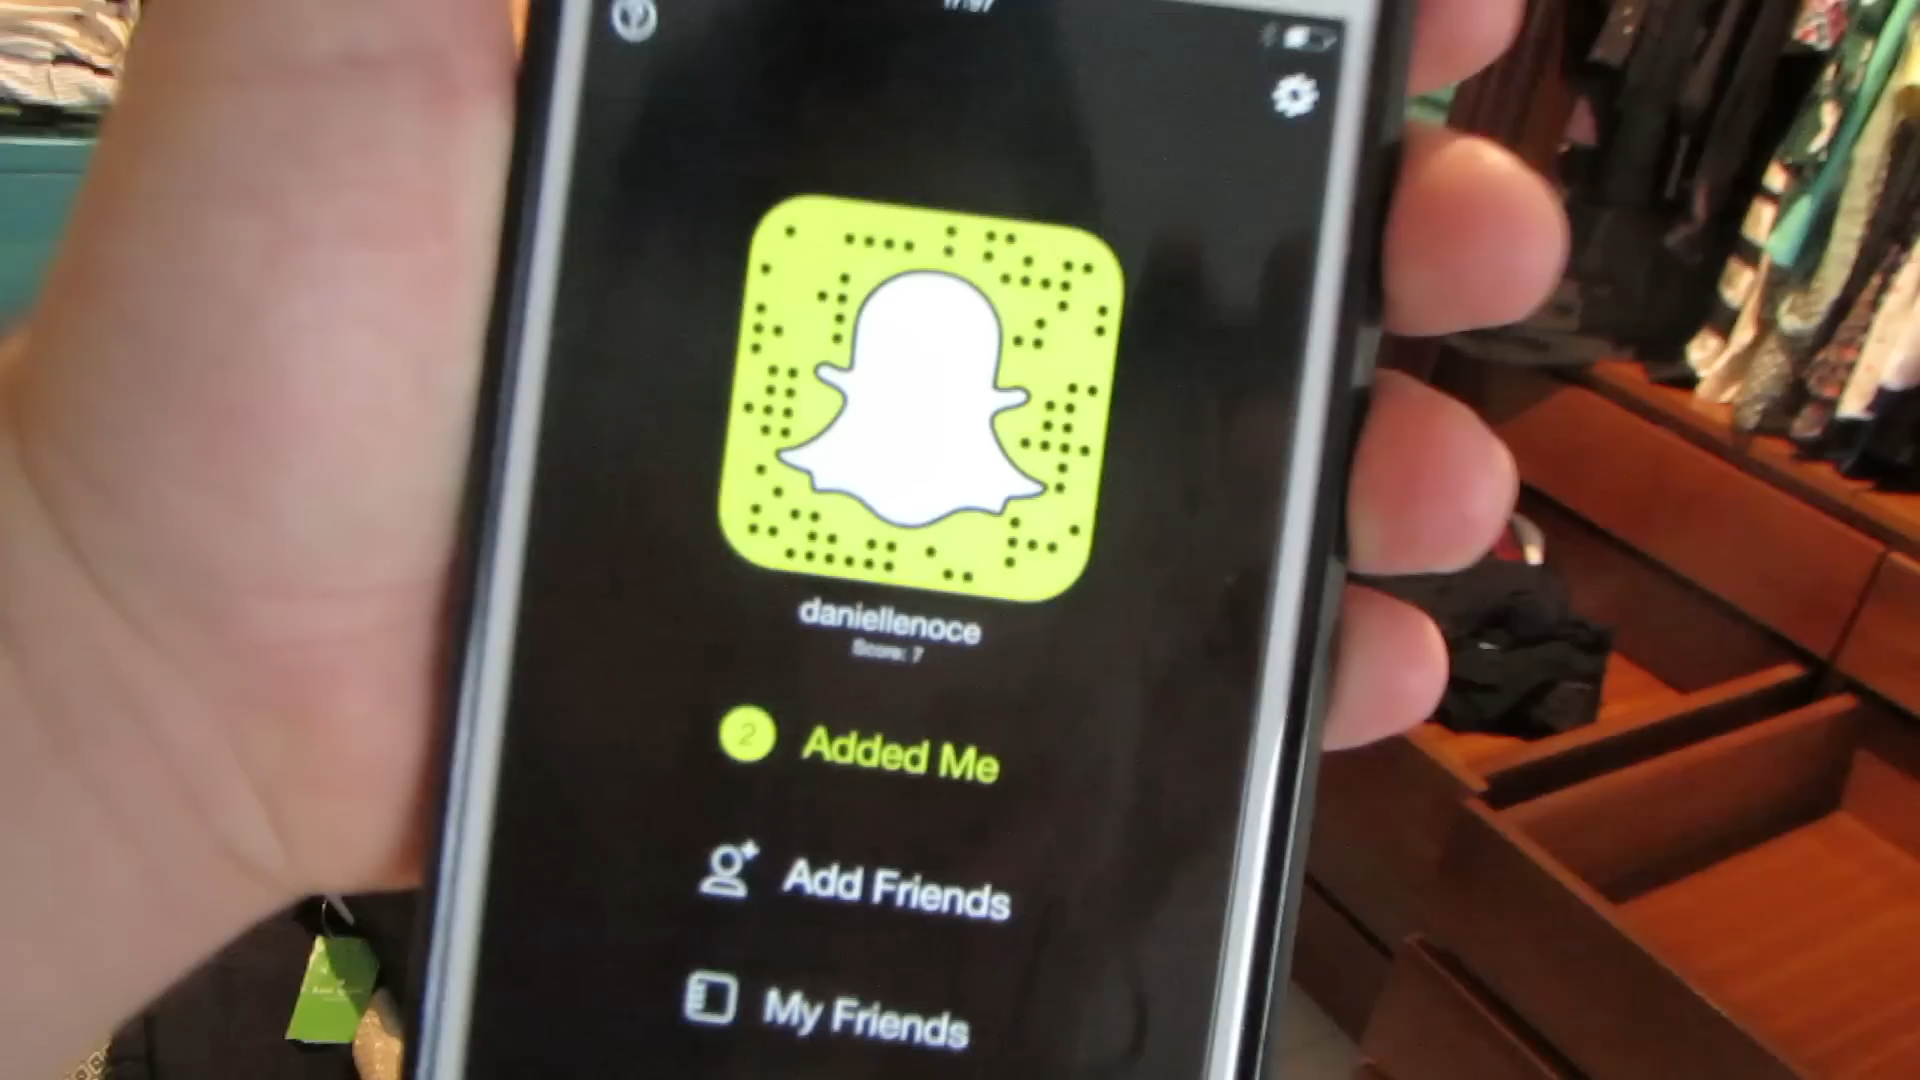 daniellenoce
Score: 7
2 Added Me
Add Friends
My Friends